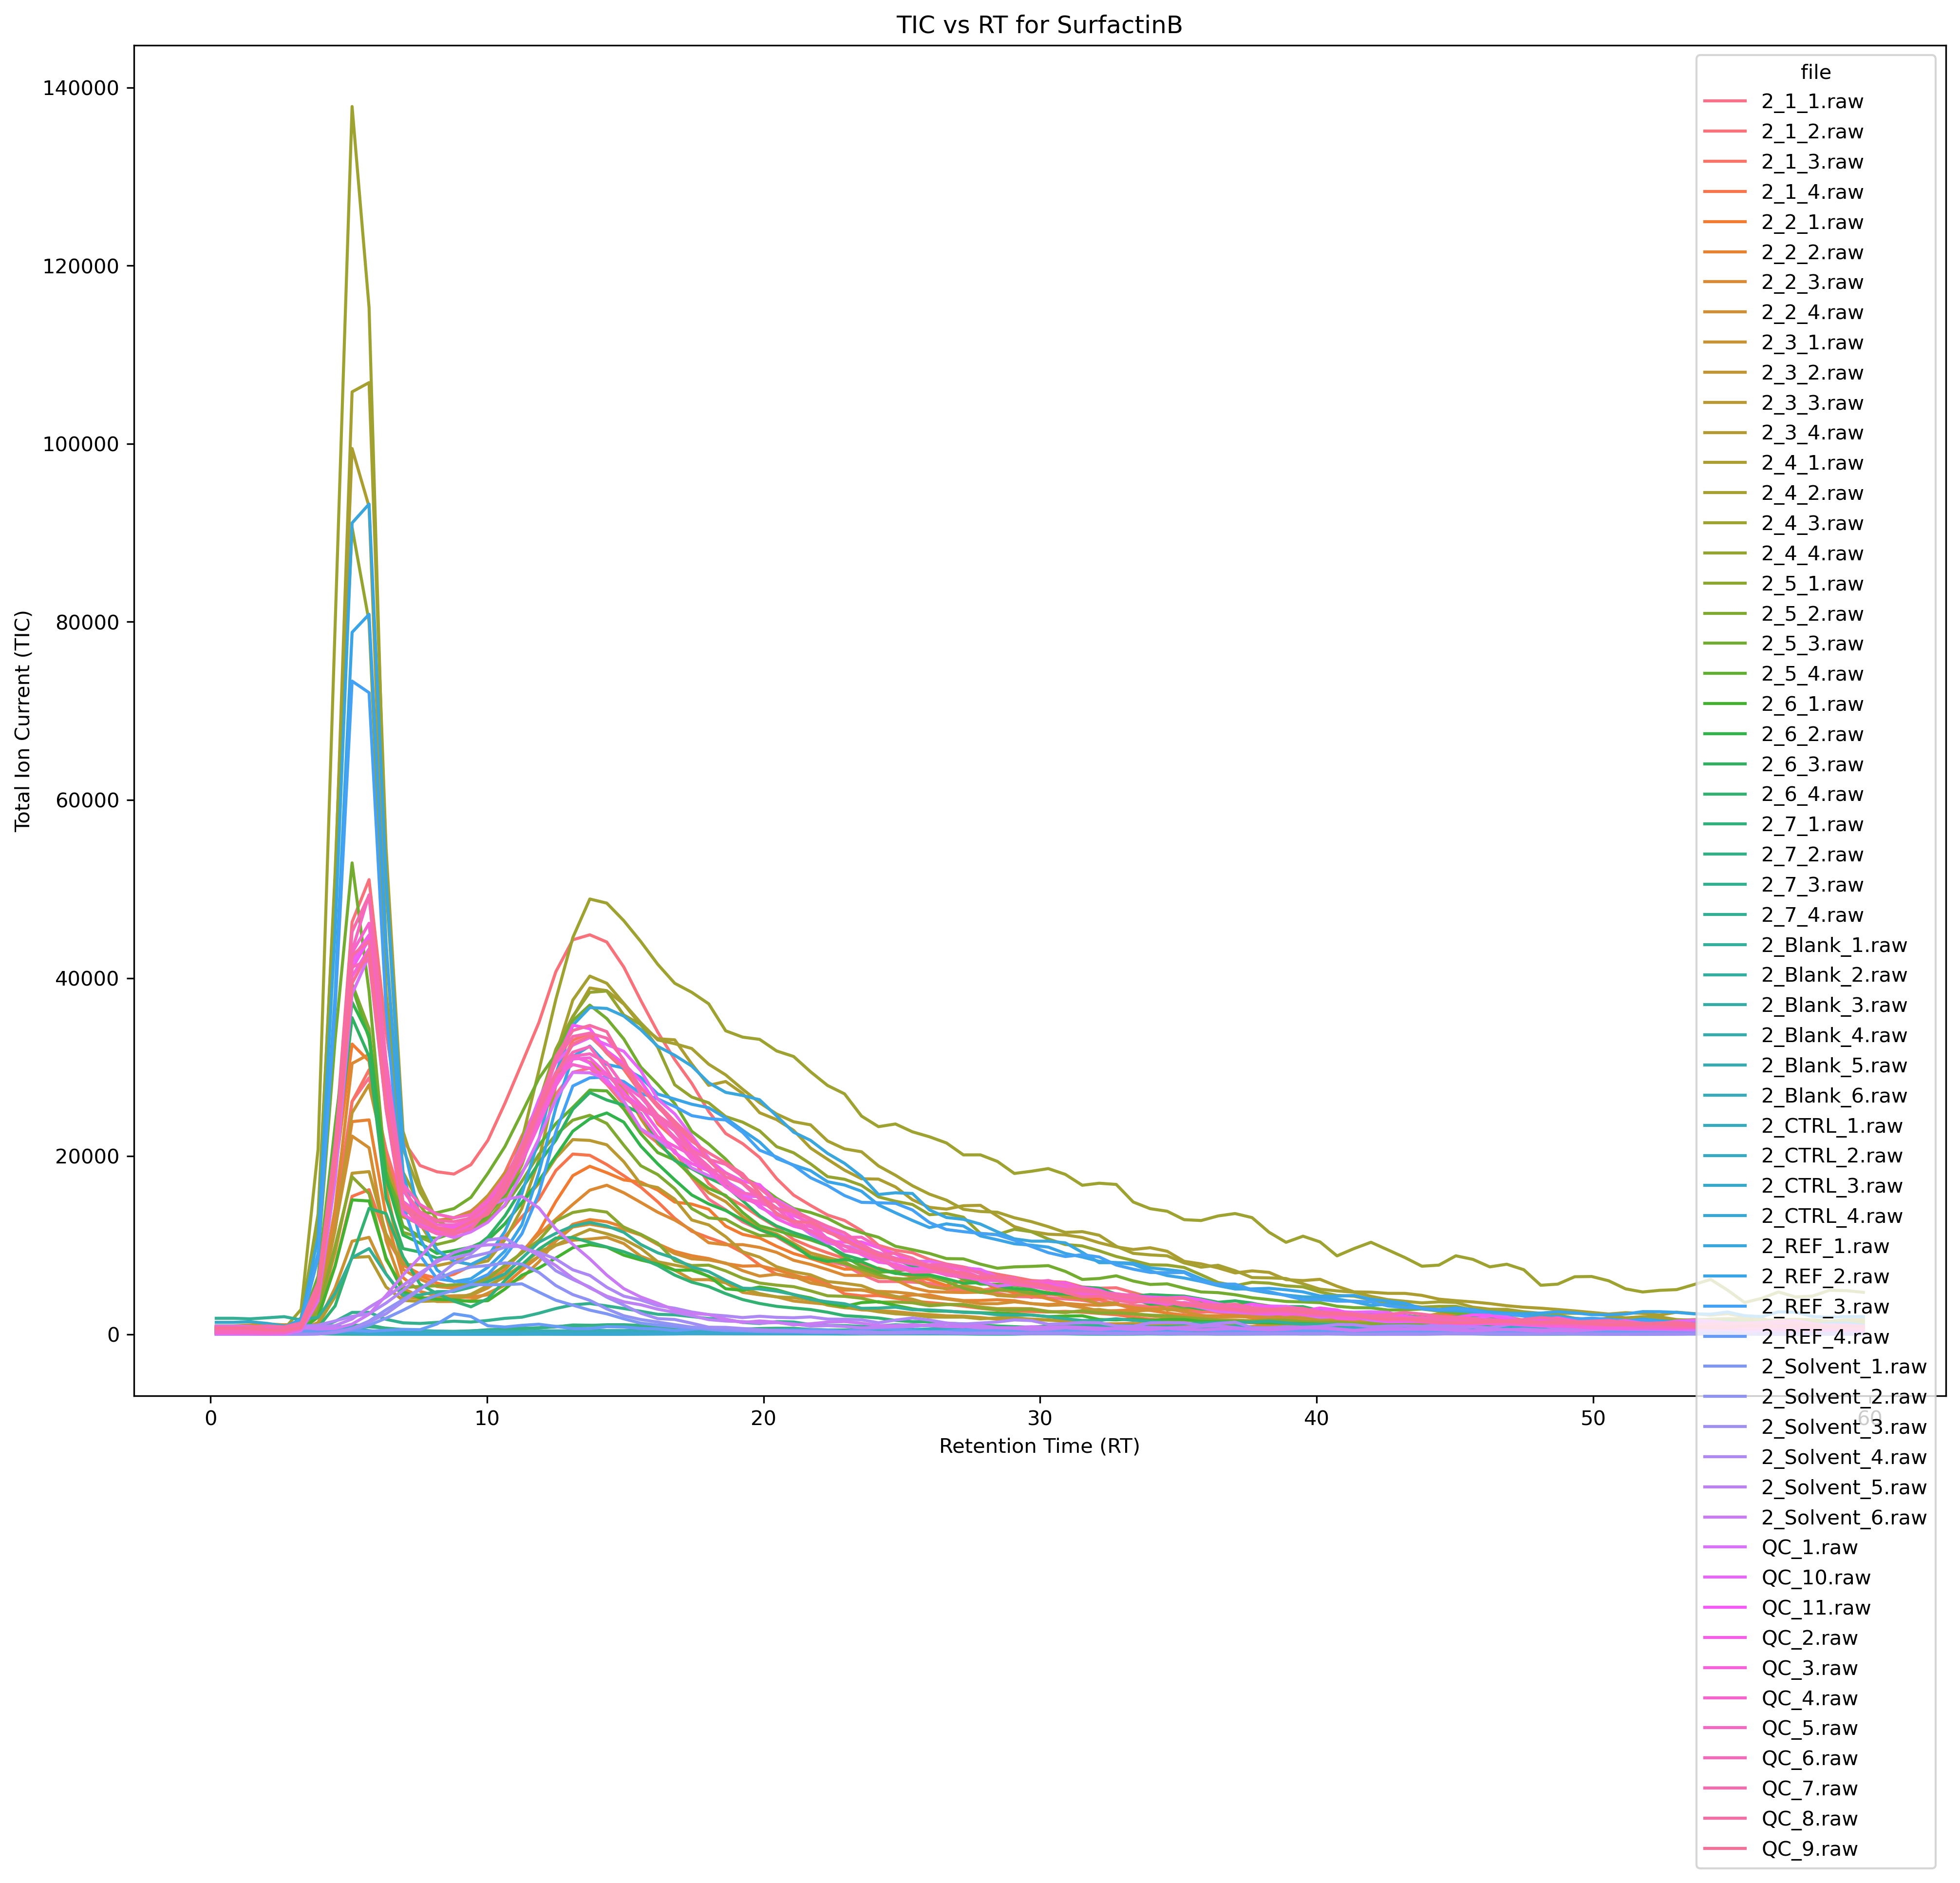 TIC vs RT for SurfactinB
140000
120000
100000
80000
60000
40000
20000
0
Total Ion Current (TIC)
0 10 20 30 40 50 60
Retention Time (RT)
file
2_1_1.raw
2_1_2.raw
2_1_3.raw
2_1_4.raw
2_2_1.raw
2_2_2.raw
2_2_3.raw
2_2_4.raw
2_3_1.raw
2_3_2.raw
2_3_3.raw
2_3_4.raw
2_4_1.raw
2_4_2.raw
2_4_3.raw
2_4_4.raw
2_5_1.raw
2_5_2.raw
2_5_3.raw
2_5_4.raw
2_6_1.raw
2_6_2.raw
2_6_3.raw
2_6_4.raw
2_7_1.raw
2_7_2.raw
2_7_3.raw
2_7_4.raw
2_Blank_1.raw
2_Blank_2.raw
2_Blank_3.raw
2_Blank_4.raw
2_Blank_5.raw
2_Blank_6.raw
2_CTRL_1.raw
2_CTRL_2.raw
2_CTRL_3.raw
2_CTRL_4.raw
2_REF_1.raw
2_REF_2.raw
2_REF_3.raw
2_REF_4.raw
2_Solvent_1.raw
2_Solvent_2.raw
2_Solvent_3.raw
2_Solvent_4.raw
2_Solvent_5.raw
2_Solvent_6.raw
QC_1.raw
QC_10.raw
QC_11.raw
QC_2.raw
QC_3.raw
QC_4.raw
QC_5.raw
QC_6.raw
QC_7.raw
QC_8.raw
QC_9.raw